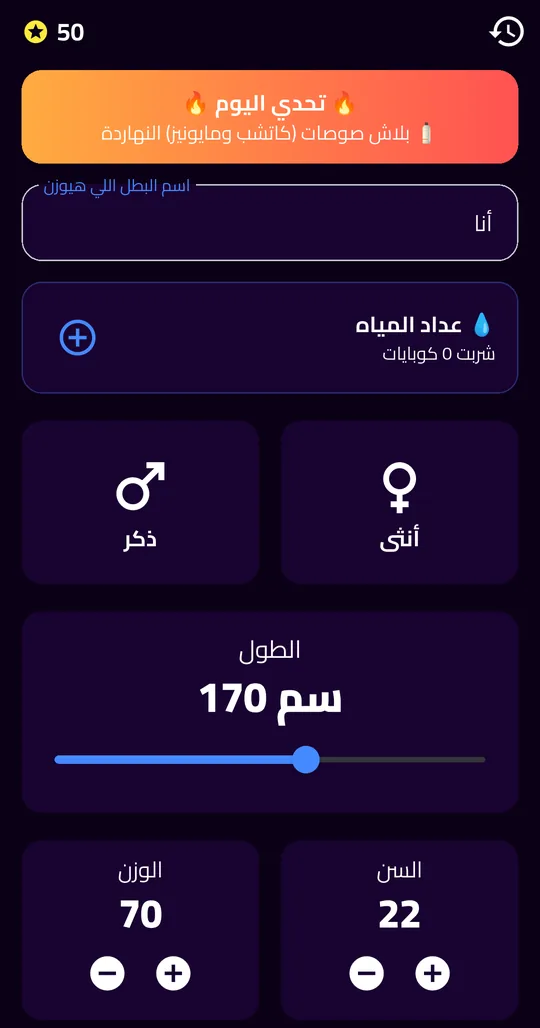 50
🔥 تحدي اليوم 🔥
🧴 بلاش صوصات (كاتشب ومايونيز) النهاردة
اسم البطل اللي هيوزن
أنا
💧 عداد المياه
شربت 0 كوبايات
أنثى
ذكر
الطول
170 سم
السن
22
الوزن
70